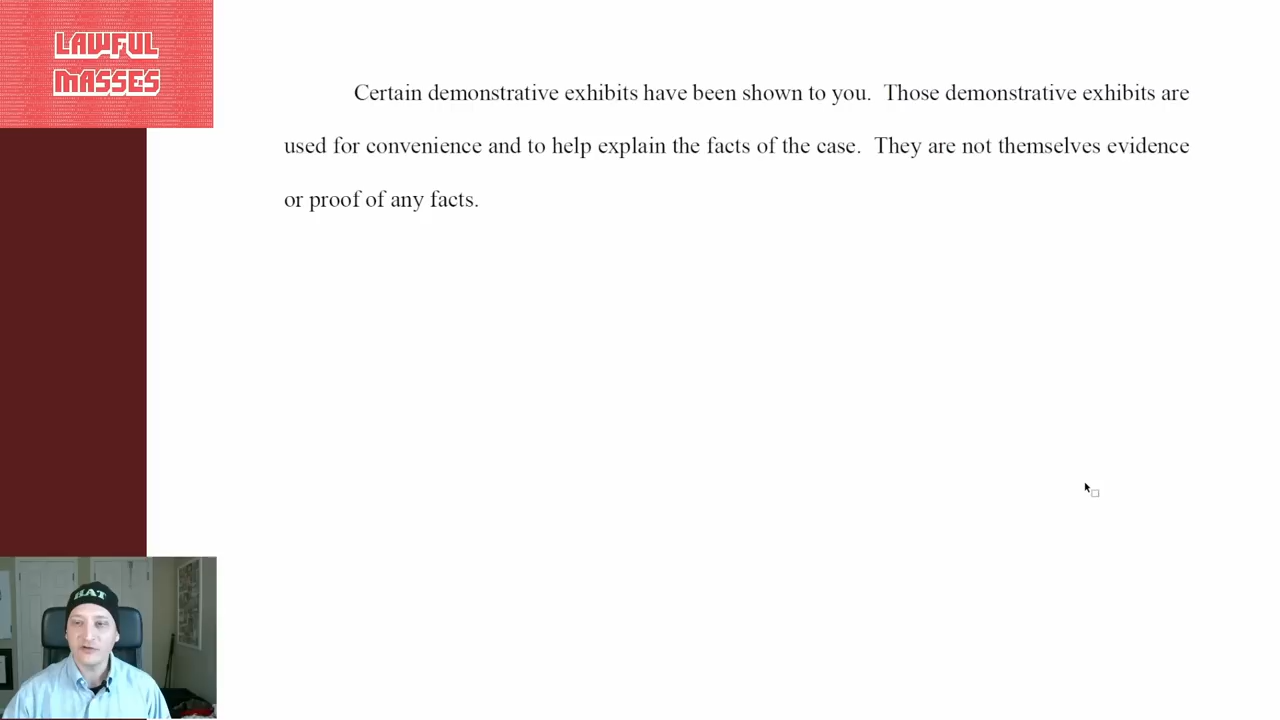 LAWFUL
MASSES
Certain demonstrative exhibits have been shown to you.  Those demonstrative exhibits are
used for convenience and to help explain the facts of the case.  They are not themselves evidence
or proof of any facts.
HAT